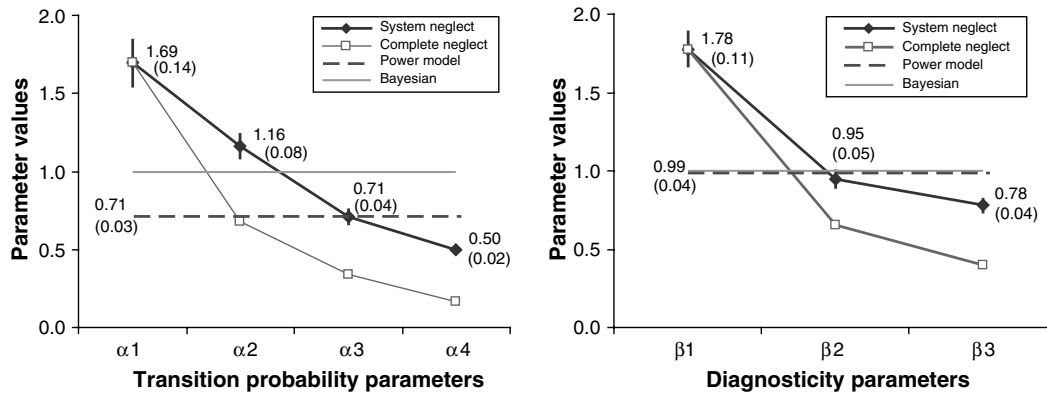 2.0
1.5
1.0
0.5
0.0
Parameter values
System neglect
Complete neglect
Power model
Bayesian
1.69
(0.14)
1.16
(0.08)
0.71
(0.03)
0.71
(0.04)
0.50
(0.02)
α1 α2 α3 α4
Transition probability parameters
2.0
1.5
1.0
0.5
0.0
Parameter values
System neglect
Complete neglect
Power model
Bayesian
1.78
(0.11)
0.95
(0.05)
0.99
(0.04)
0.78
(0.04)
β1 β2 β3
Diagnosticity parameters